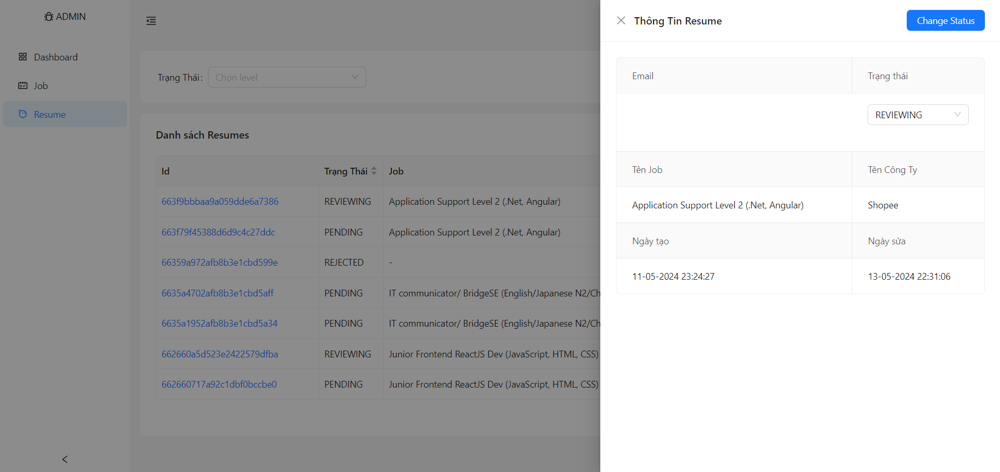 ADMIN
Dashboard
Job
Resume
Trạng Thái: Chọn level
Danh sách Resumes
Id Trạng Thái Job
663f9bbbaa9a059dde6a7386 REVIEWING Application Support Level 2 (.Net, Angular)
663f79f45388d6d9c4c27ddc PENDING Application Support Level 2 (.Net, Angular)
66359a972afb8b3e1cbd599e REJECTED -
6635a4702afb8b3e1cbd5aff PENDING IT communicator/ BridgeSE (English/Japanese N2/Ch
6635a1952afb8b3e1cbd5a34 PENDING IT communicator/ BridgeSE (English/Japanese N2/Ch
662660a5d523e2422579dfba REVIEWING Junior Frontend ReactJS Dev (JavaScript, HTML, CSS)
662660717a92c1dbf0bccbe0 PENDING Junior Frontend ReactJS Dev (JavaScript, HTML, CSS)
Thông Tin Resume Change Status
Email Trạng thái
REVIEWING
Tên Job Tên Công Ty
Application Support Level 2 (.Net, Angular) Shopee
Ngày tạo Ngày sửa
11-05-2024 23:24:27 13-05-2024 22:31:06